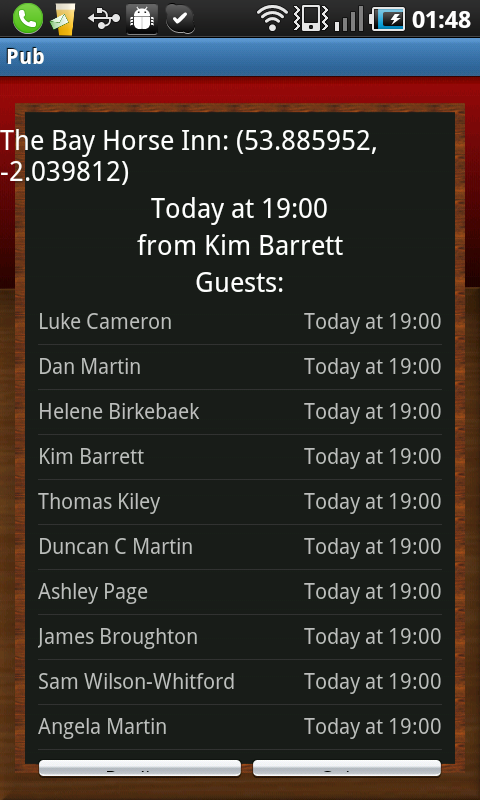 01:48
Pub
The Bay Horse Inn: (53.885952,
-2.039812)
Today at 19:00
from Kim Barrett
Guests:
Luke Cameron Today at 19:00
Dan Martin Today at 19:00
Helene Birkebaek Today at 19:00
Kim Barrett Today at 19:00
Thomas Kiley Today at 19:00
Duncan C Martin Today at 19:00
Ashley Page Today at 19:00
James Broughton Today at 19:00
Sam Wilson-Whitford Today at 19:00
Angela Martin Today at 19:00